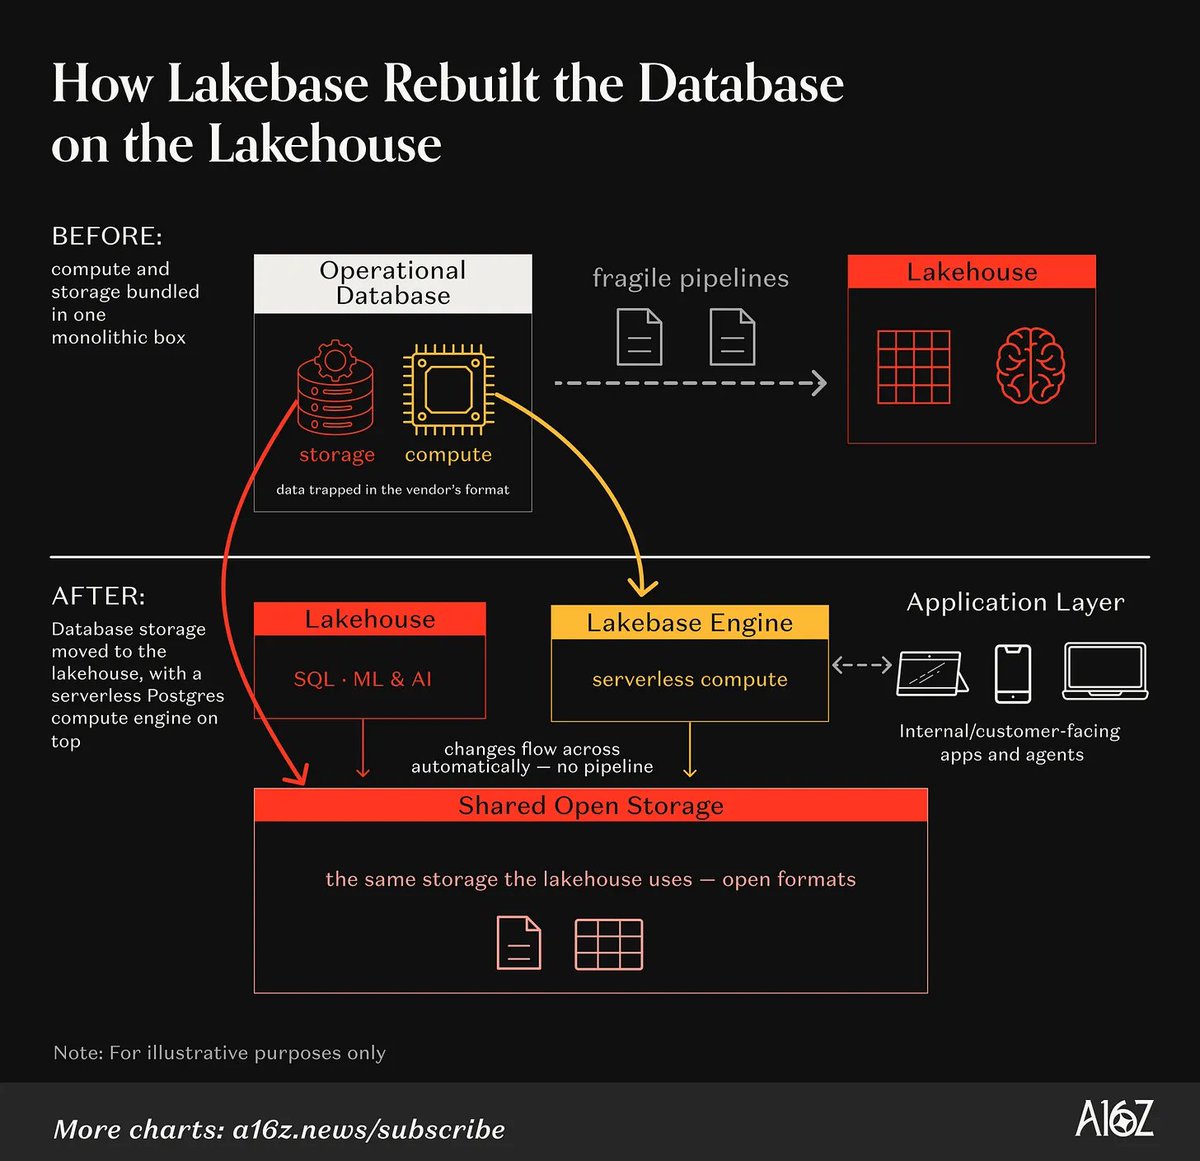 How Lakebase Rebuilt the Database
on the Lakehouse
BEFORE:
compute and
storage bundled
in one
monolithic box
Operational
Database
storage
compute
data trapped in the vendor's format
fragile pipelines
Lakehouse
AFTER:
Database storage
moved to the
lakehouse, with a
serverless Postgres
compute engine on
top
Lakehouse
SQL · ML & AI
Lakebase Engine
serverless compute
Application Layer
Internal/customer-facing
apps and agents
changes flow across
automatically — no pipeline
Shared Open Storage
the same storage the lakehouse uses — open formats
Note: For illustrative purposes only
More charts: a16z.news/subscribe
A16Z